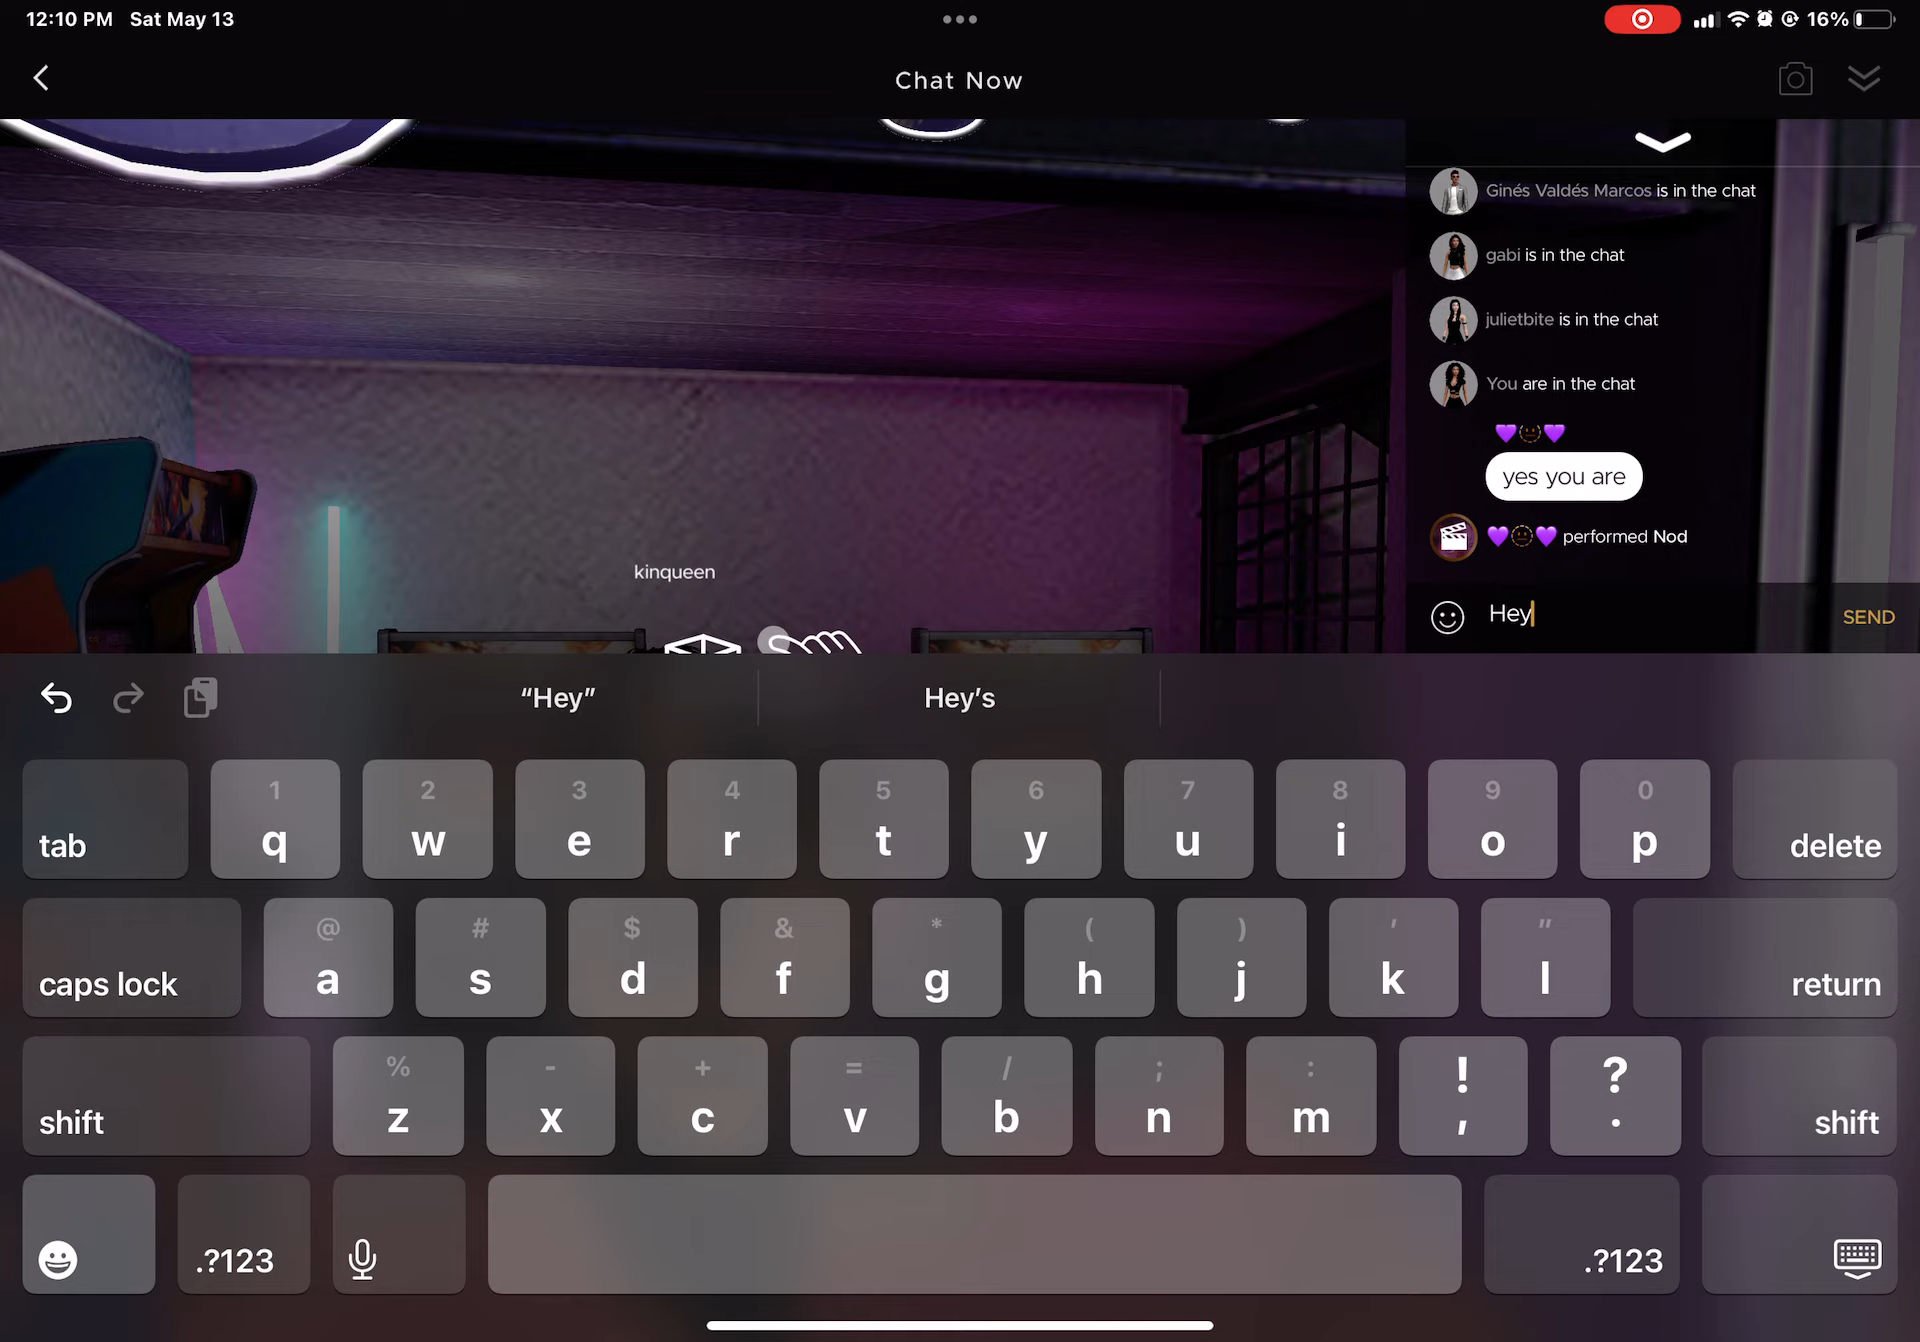 12:10 PM Sat May 13
16%
Chat Now
Ginés Valdés Marcos is in the chat
gabi is in the chat
julietbite is in the chat
You are in the chat
💜😐💜
yes you are
💜😐💜 performed Nod
kinqueen
Hey
SEND
“Hey” Hey’s
1 2 3 4 5 6 7 8 9 0
tab q w e r t y u i o p delete
@ # $ & * ( ) ' "
caps lock a s d f g h j k l return
% - + = / ; : ! ?
shift z x c v b n m , . shift
.?123 .?123